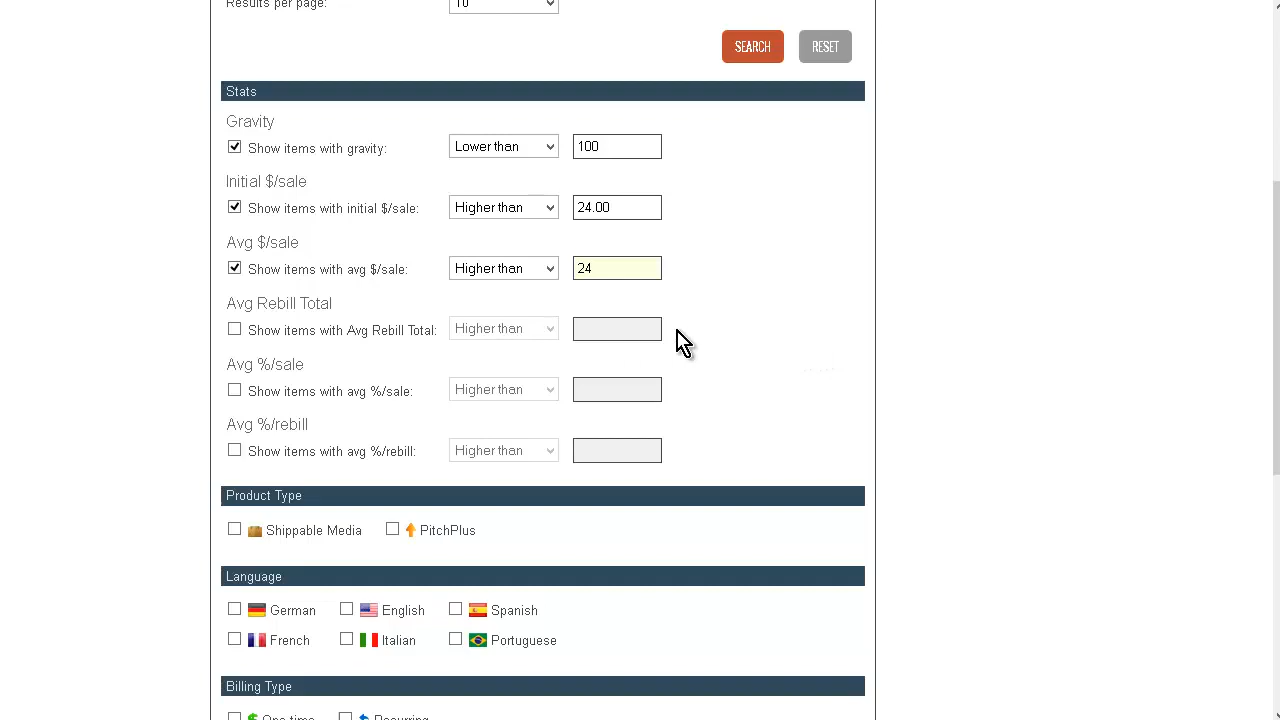 Results per page: 10
SEARCH RESET
Stats
Gravity
Show items with gravity: Lower than 100
Initial $/sale
Show items with initial $/sale: Higher than 24.00
Avg $/sale
Show items with avg $/sale: Higher than 24
Avg Rebill Total
Show items with Avg Rebill Total: Higher than
Avg %/sale
Show items with avg %/sale: Higher than
Avg %/rebill
Show items with avg %/rebill: Higher than
Product Type
Shippable Media PitchPlus
Language
German English Spanish
French Italian Portuguese
Billing Type
One time Recurring